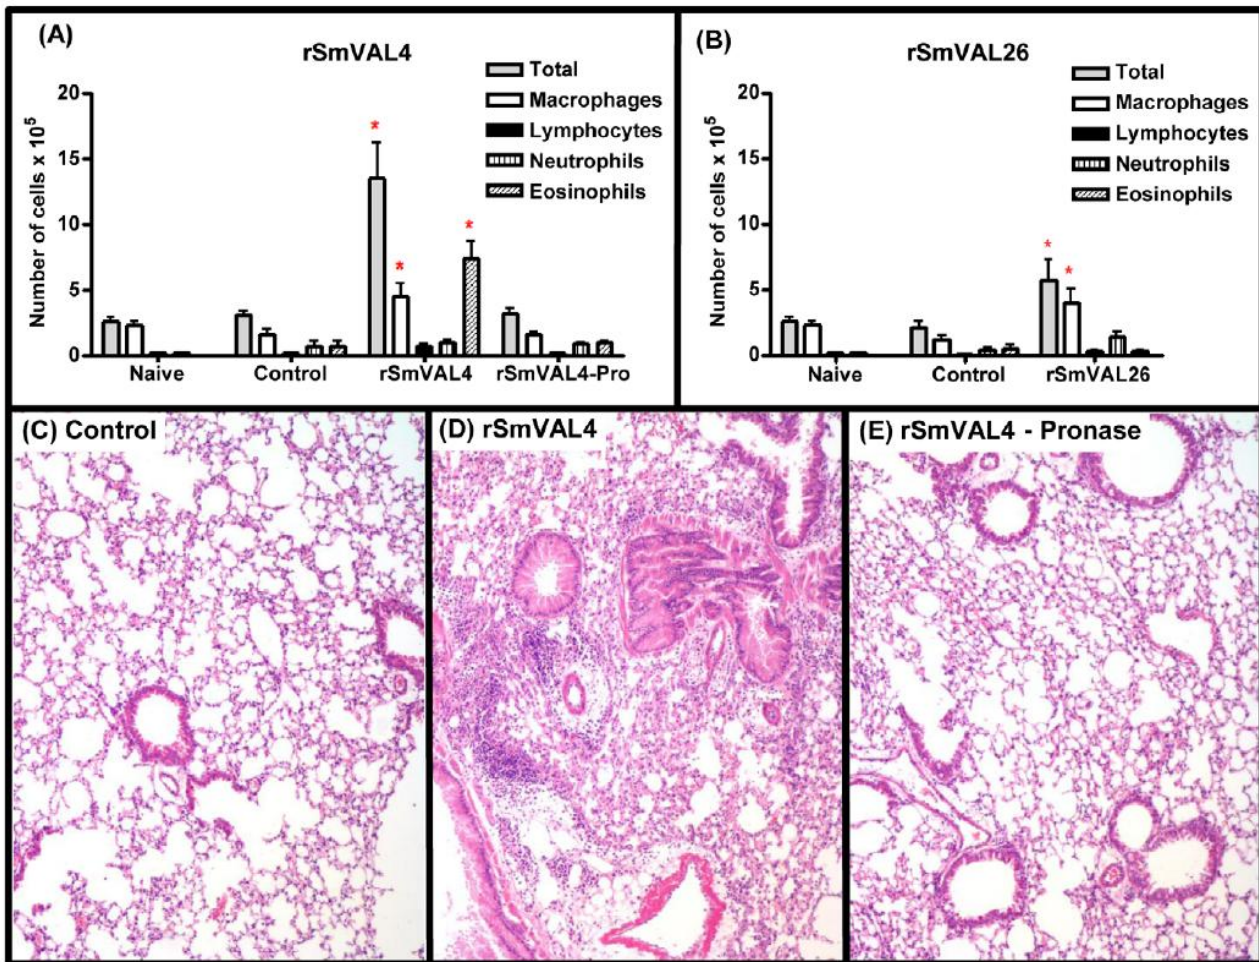 (A)
rSmVAL4
Total
Macrophages
Lymphocytes
Neutrophils
Eosinophils
Number of cells x 10⁵
20
15
10
5
0
* * *
Naive Control rSmVAL4 rSmVAL4-Pro
(B)
rSmVAL26
Total
Macrophages
Lymphocytes
Neutrophils
Eosinophils
Number of cells x 10⁵
20
15
10
5
0
* *
Naive Control rSmVAL26
(C) Control
(D) rSmVAL4
(E) rSmVAL4 - Pronase